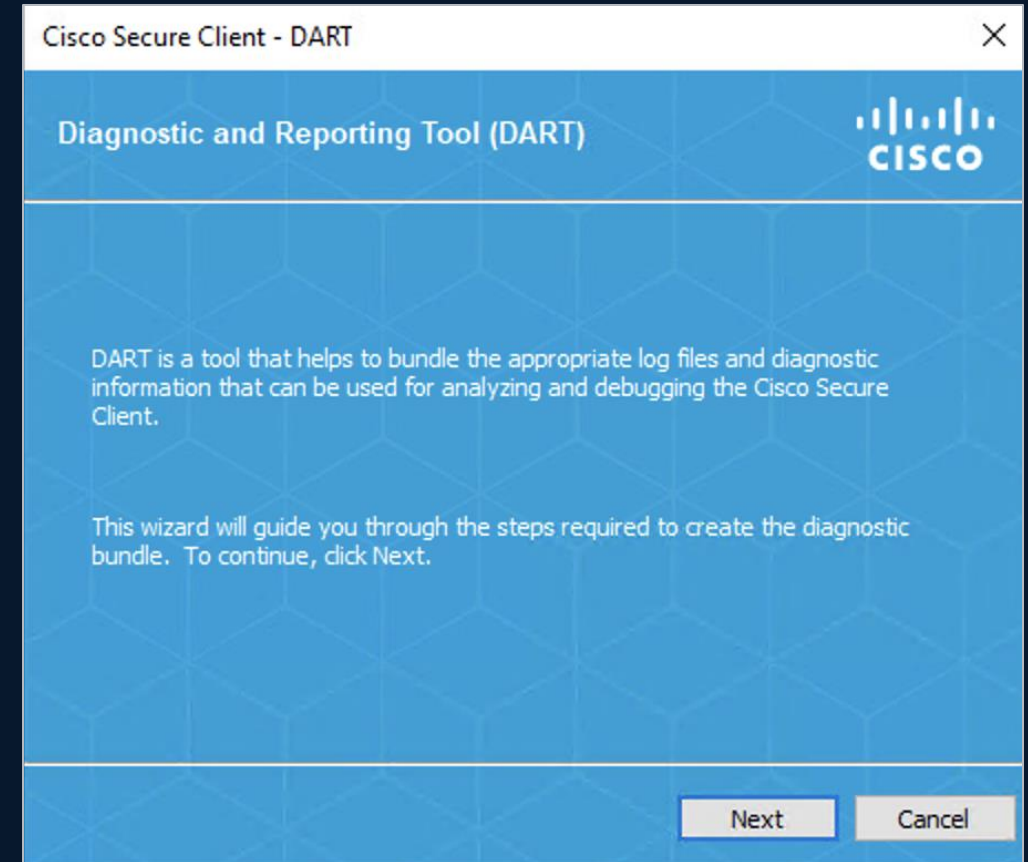 Cisco Secure Client - DART
Diagnostic and Reporting Tool (DART)
CISCO
DART is a tool that helps to bundle the appropriate log files and diagnostic
information that can be used for analyzing and debugging the Cisco Secure
Client.
This wizard will guide you through the steps required to create the diagnostic
bundle.  To continue, click Next.
Next
Cancel